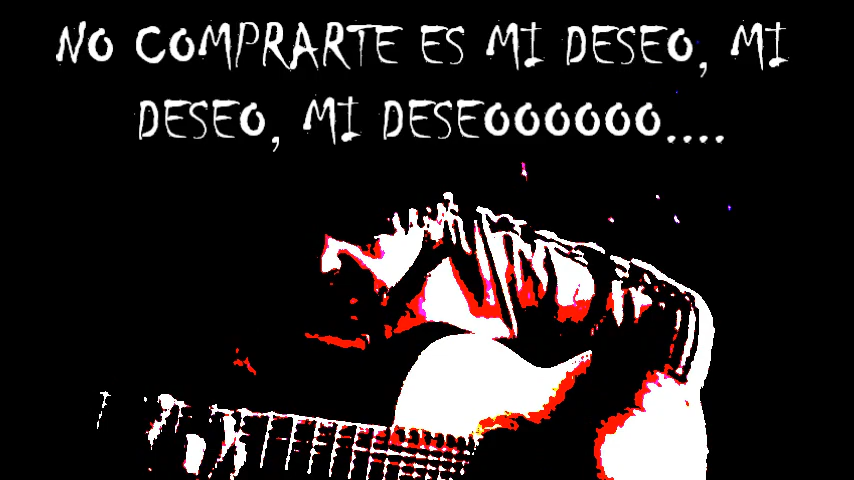 NO COMPRARTE ES MI DESEO, MI
DESEO, MI DESEOOOOOOO....